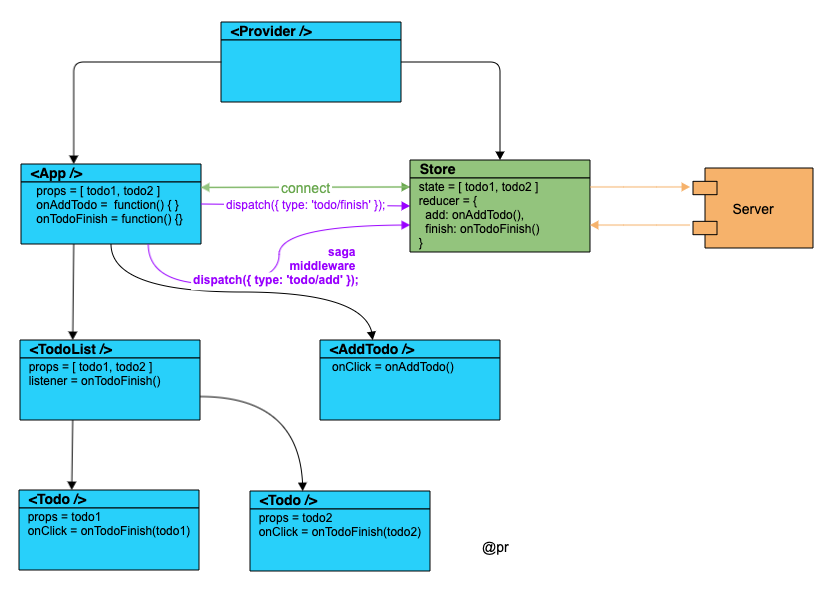 <Provider />
<App />
props = [ todo1, todo2 ]
onAddTodo =  function() { }
onTodoFinish = function() {}
connect
dispatch({ type: 'todo/finish' });
saga
middleware
dispatch({ type: 'todo/add' });
Store
state = [ todo1, todo2 ]
reducer = {
add: onAddTodo(),
finish: onTodoFinish()
}
Server
<TodoList />
props = [ todo1, todo2 ]
listener = onTodoFinish()
<AddTodo />
onClick = onAddTodo()
<Todo />
props = todo1
onClick = onTodoFinish(todo1)
<Todo />
props = todo2
onClick = onTodoFinish(todo2)
@pr